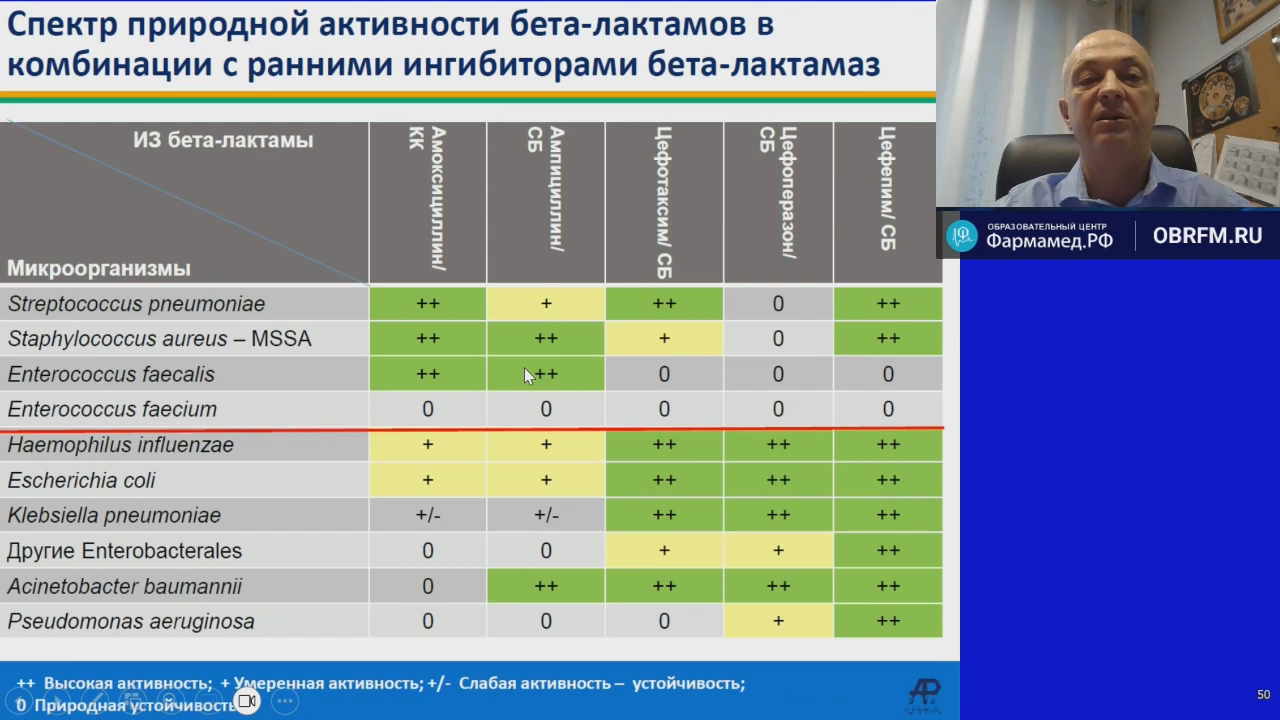 Спектр природной активности бета-лактамов в
комбинации с ранними ингибиторами бета-лактамаз
ИЗ бета-лактамы
Микроорганизмы
Амоксициллин/
КК
Ампициллин/
СБ
Цефотаксим/ СБ
Цефоперазон/
СБ
Цефепим/ СБ
Streptococcus pneumoniae ++ + ++ 0 ++
Staphylococcus aureus – MSSA ++ ++ + 0 ++
Enterococcus faecalis ++ ++ 0 0 0
Enterococcus faecium 0 0 0 0 0
Haemophilus influenzae + + ++ ++ ++
Escherichia coli + + ++ ++ ++
Klebsiella pneumoniae +/- +/- ++ ++ ++
Другие Enterobacterales 0 0 + + ++
Acinetobacter baumannii 0 ++ ++ ++ ++
Pseudomonas aeruginosa 0 0 0 + ++
++ Высокая активность; + Умеренная активность; +/- Слабая активность – устойчивость;
0 Природная устойчивость
ОБРАЗОВАТЕЛЬНЫЙ ЦЕНТР
Фармамед.РФ
OBRFM.RU
50